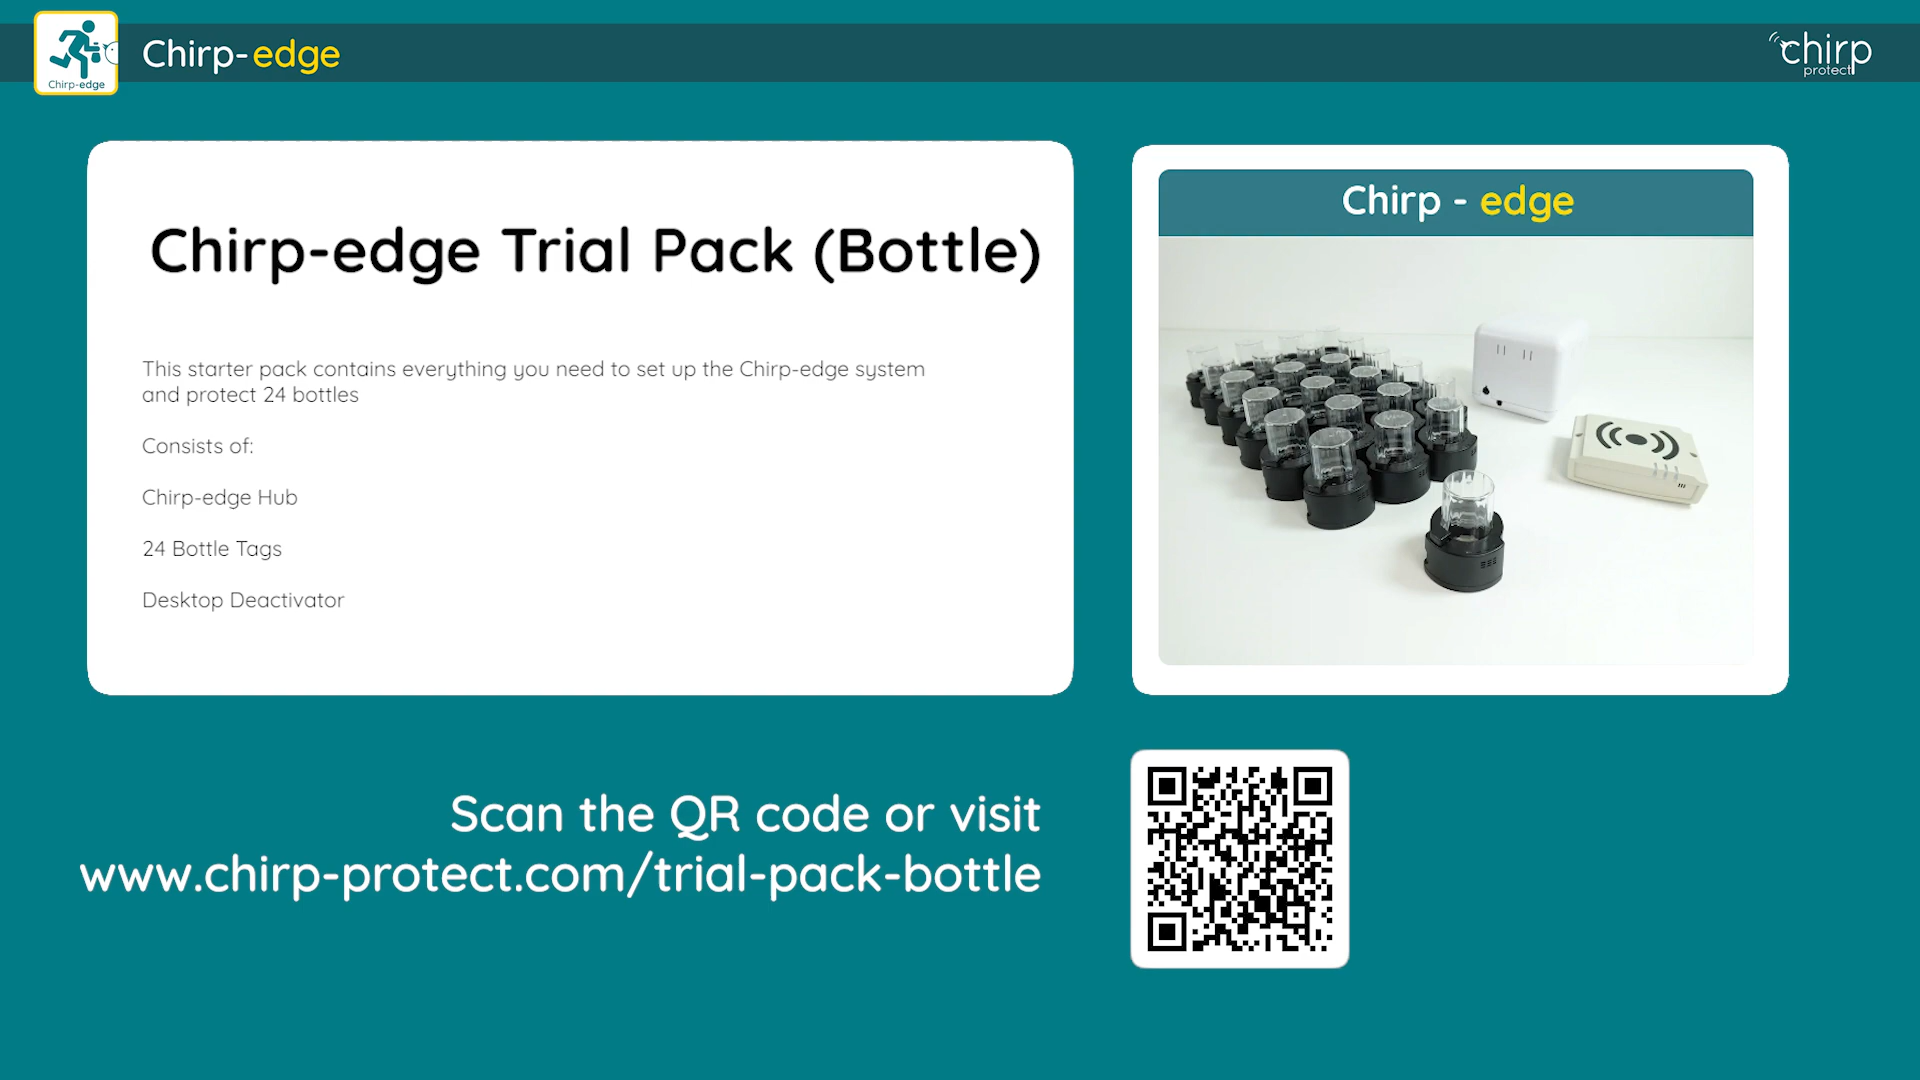 Chirp-edge
Chirp-edge
chirp
protect
Chirp-edge Trial Pack (Bottle)
This starter pack contains everything you need to set up the Chirp-edge system
and protect 24 bottles
Consists of:
Chirp-edge Hub
24 Bottle Tags
Desktop Deactivator
Chirp - edge
Scan the QR code or visit
www.chirp-protect.com/trial-pack-bottle